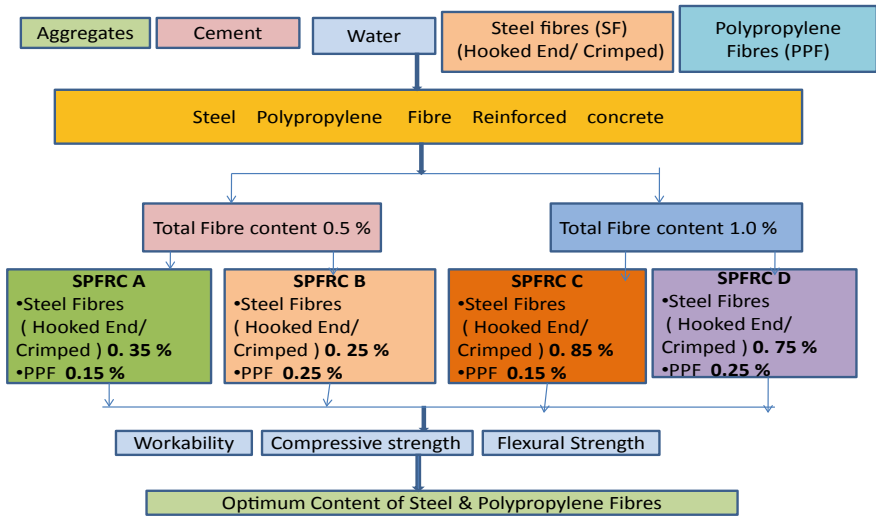 Aggregates
Cement
Water
Steel fibres (SF)
(Hooked End/ Crimped)
Polypropylene
Fibres (PPF)
Steel Polypropylene Fibre Reinforced concrete
Total Fibre content 0.5 %
Total Fibre content 1.0 %
SPFRC A
•Steel Fibres
( Hooked End/
Crimped ) 0. 35 %
•PPF 0.15 %
SPFRC B
•Steel Fibres
( Hooked End/
Crimped ) 0. 25 %
•PPF 0.25 %
SPFRC C
•Steel Fibres
( Hooked End/
Crimped ) 0. 85 %
•PPF 0.15 %
SPFRC D
•Steel Fibres
( Hooked End/
Crimped ) 0. 75 %
•PPF 0.25 %
Workability
Compressive strength
Flexural Strength
Optimum Content of Steel & Polypropylene Fibres